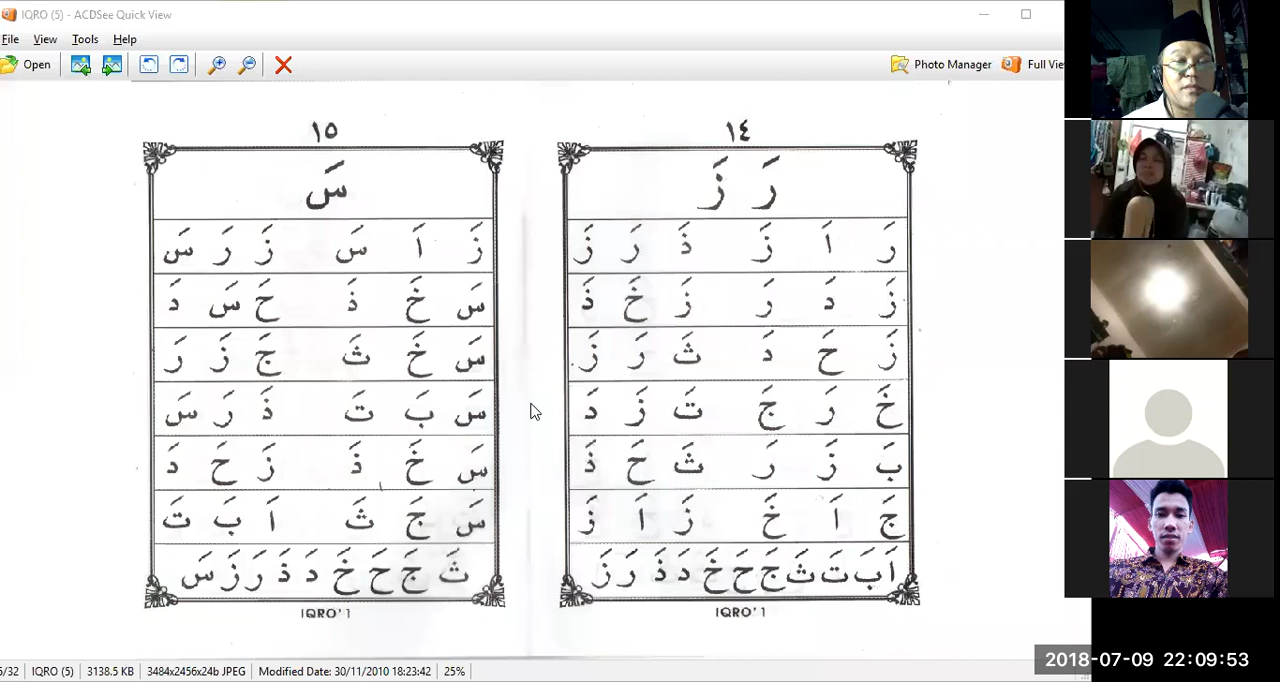 IQRO (5) - ACDSee Quick View
File View Tools Help
Open
Photo Manager
١٤
رَ زَ
رَ اَ زَ ذَ رَ زَ
زَ دَ رَ زَ خَ ذَ
زَ حَ دَ ثَ رَ زَ
خَ رَ جَ تَ زَ دَ
بَ زَ رَ ثَ حَ ذَ
جَ اَ خَ زَ اَ زَ
اَ بَ تَ ثَ جَ حَ خَ دَ ذَ رَ زَ
IQRO' 1
١٥
سَ
زَ اَ سَ زَ رَ سَ
سَ خَ ذَ حَ سَ دَ
سَ خَ ثَ جَ زَ رَ
سَ بَ تَ ذَ رَ سَ
سَ خَ ذَ زَ حَ دَ
سَ جَ ثَ اَ بَ تَ
ثَ جَ حَ خَ دَ ذَ رَ زَ سَ
IQRO' 1
IQRO (5) 3138.5 KB 3484x2456x24b JPEG Modified Date: 30/11/2010 18:23:42 25%
2018-07-09 22:09:53